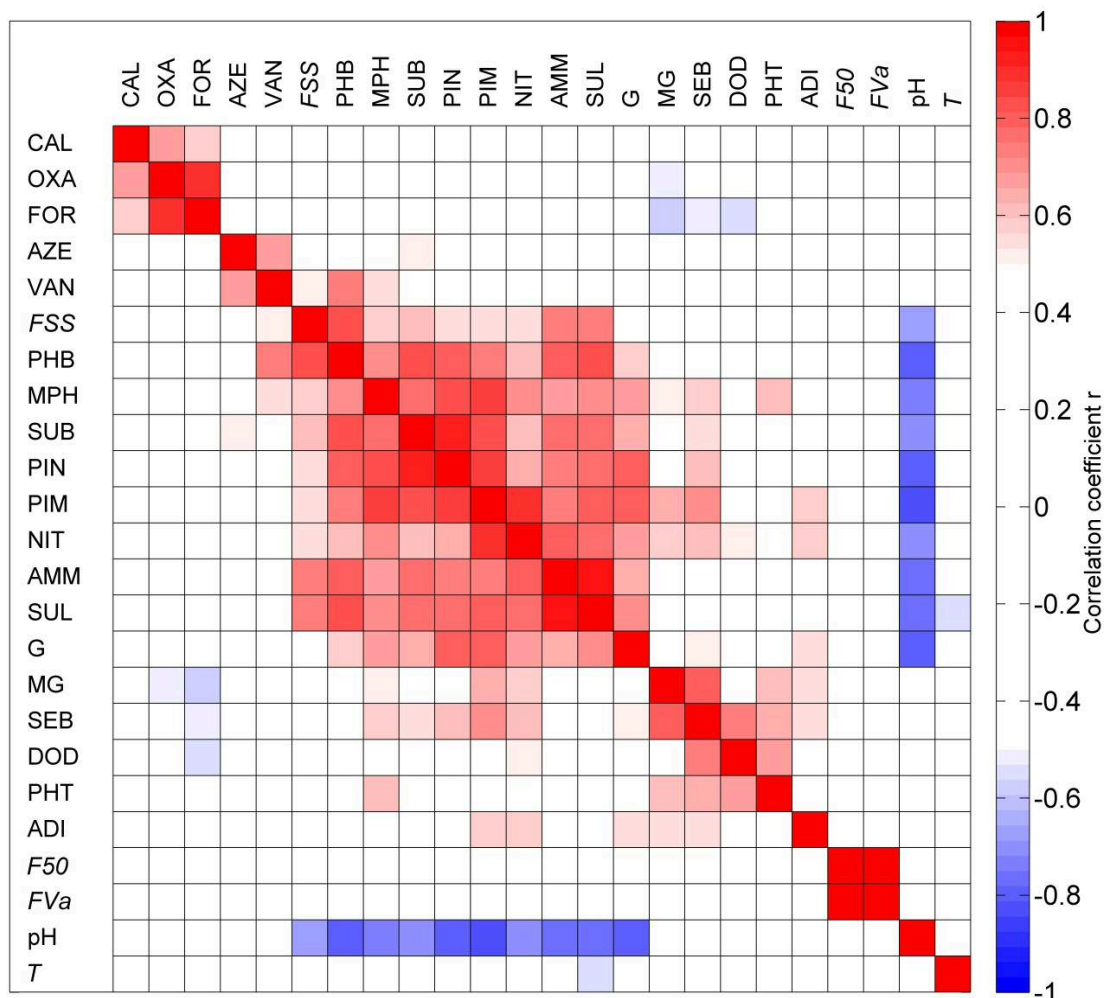 CAL OXA FOR AZE VAN FSS PHB MPH SUB PIN PIM NIT AMM SUL G MG SEB DOD PHT ADI F50 FVa pH T
CAL
OXA
FOR
AZE
VAN
FSS
PHB
MPH
SUB
PIN
PIM
NIT
AMM
SUL
G
MG
SEB
DOD
PHT
ADI
F50
FVa
pH
T
1
0.8
0.6
0.4
0.2
0
-0.2
-0.4
-0.6
-0.8
-1
Correlation coefficient r